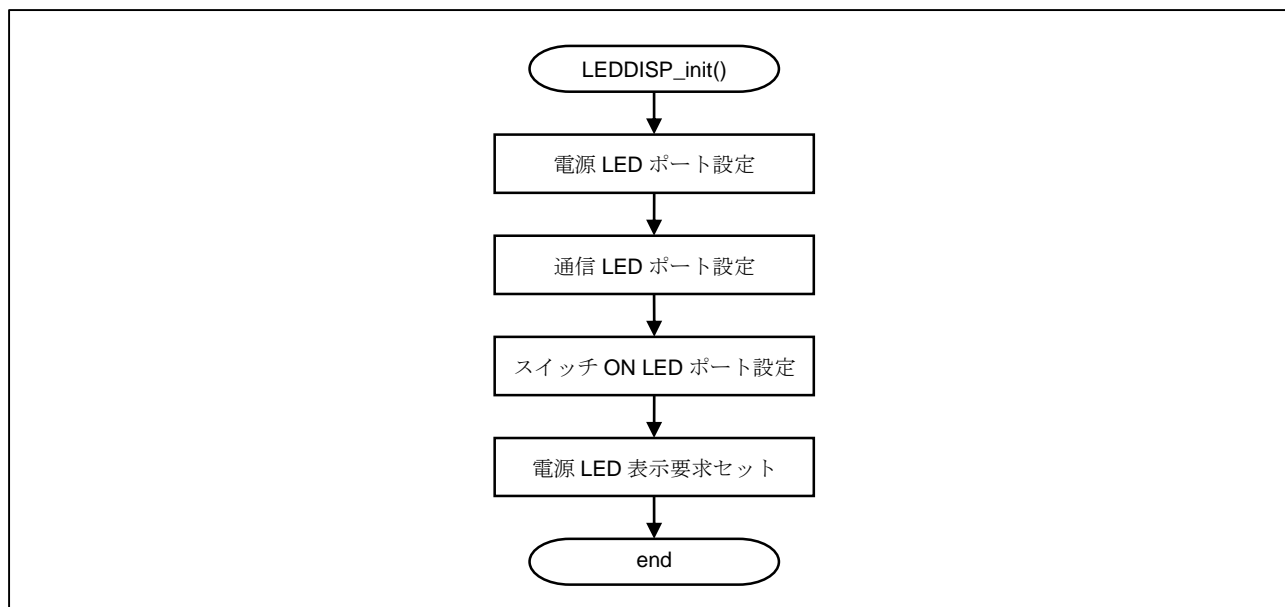 LEDDISP_init()
電源 LED ポート設定
通信 LED ポート設定
スイッチ ON LED ポート設定
電源 LED 表示要求セット
end